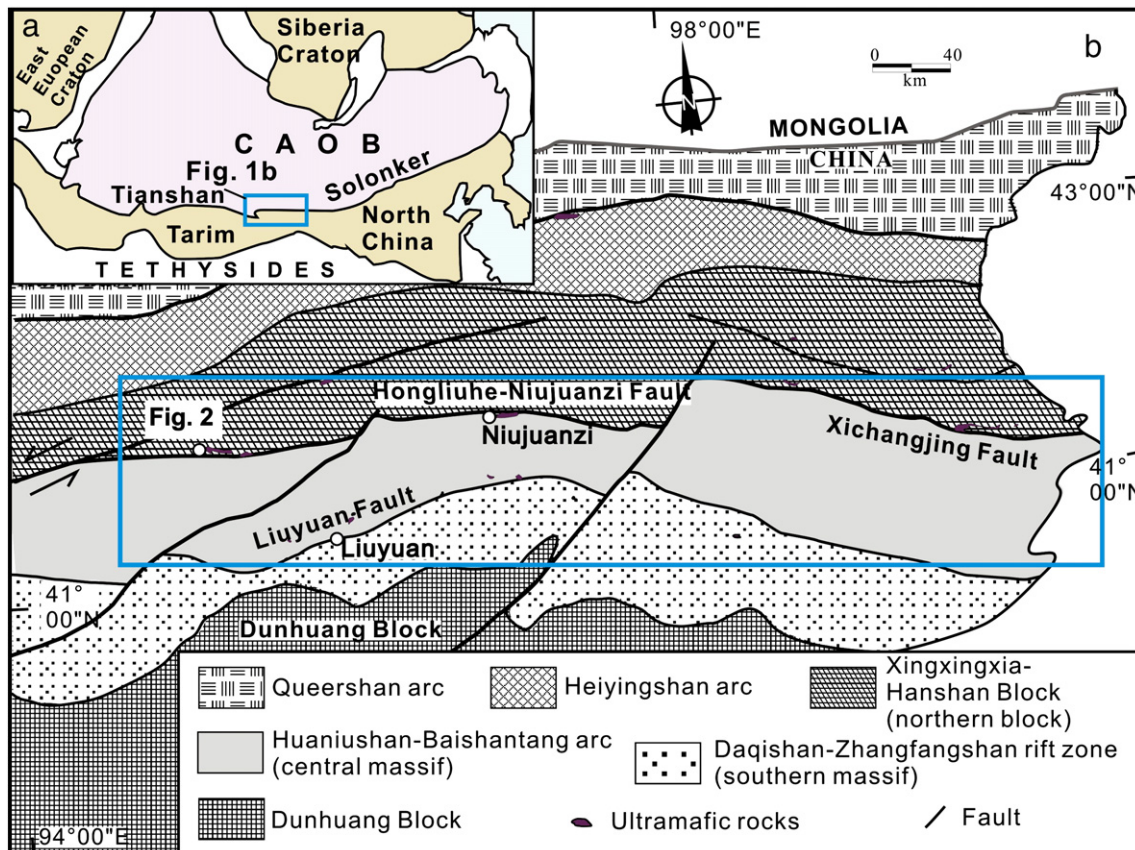 a
East
Euopean
Craton
Siberia
Craton
C A O B
Fig. 1b
Tianshan
Solonker
Tarim
North
China
T E T H Y S I D E S
98°00"E
b
0 40
km
N
MONGOLIA
CHINA
43°00"N
Hongliuhe-Niujuanzi Fault
Fig. 2
Niujuanzi
Xichangjing Fault
41°
00"N
Liuyuan Fault
Liuyuan
41°
00"N
Dunhuang Block
Queershan arc
Heiyingshan arc
Xingxingxia-
Hanshan Block
(northern block)
Huaniushan-Baishantang arc
(central massif)
Daqishan-Zhangfangshan rift zone
(southern massif)
Dunhuang Block
Ultramafic rocks
Fault
94°00"E